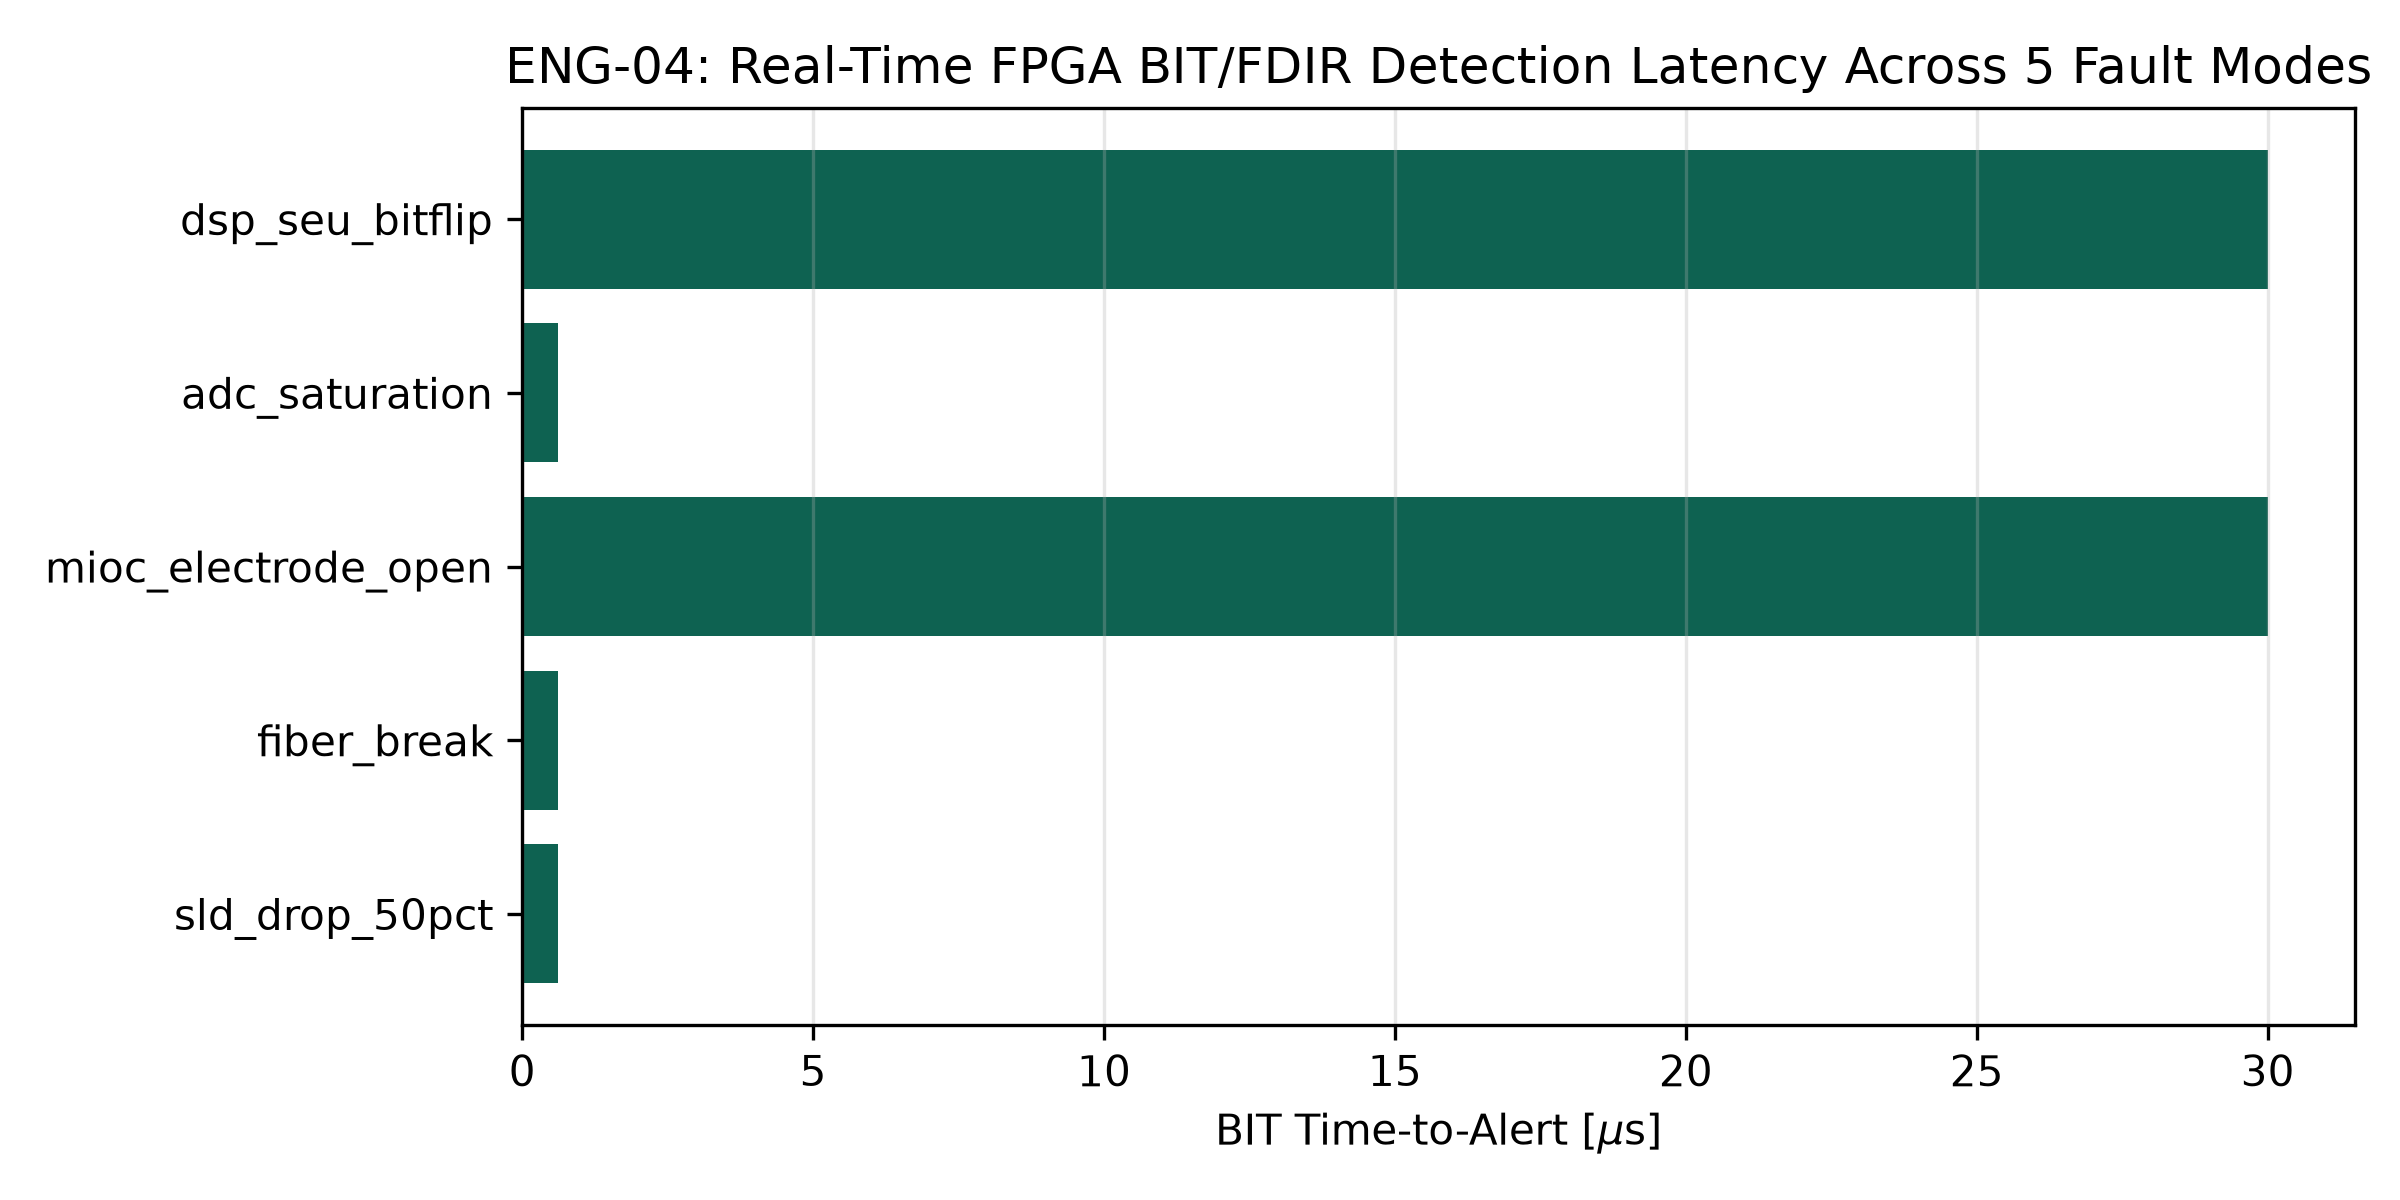 ENG-04: Real-Time FPGA BIT/FDIR Detection Latency Across 5 Fault Modes
dsp_seu_bitflip
adc_saturation
mioc_electrode_open
fiber_break
sld_drop_50pct
0 5 10 15 20 25 30
BIT Time-to-Alert [μs]